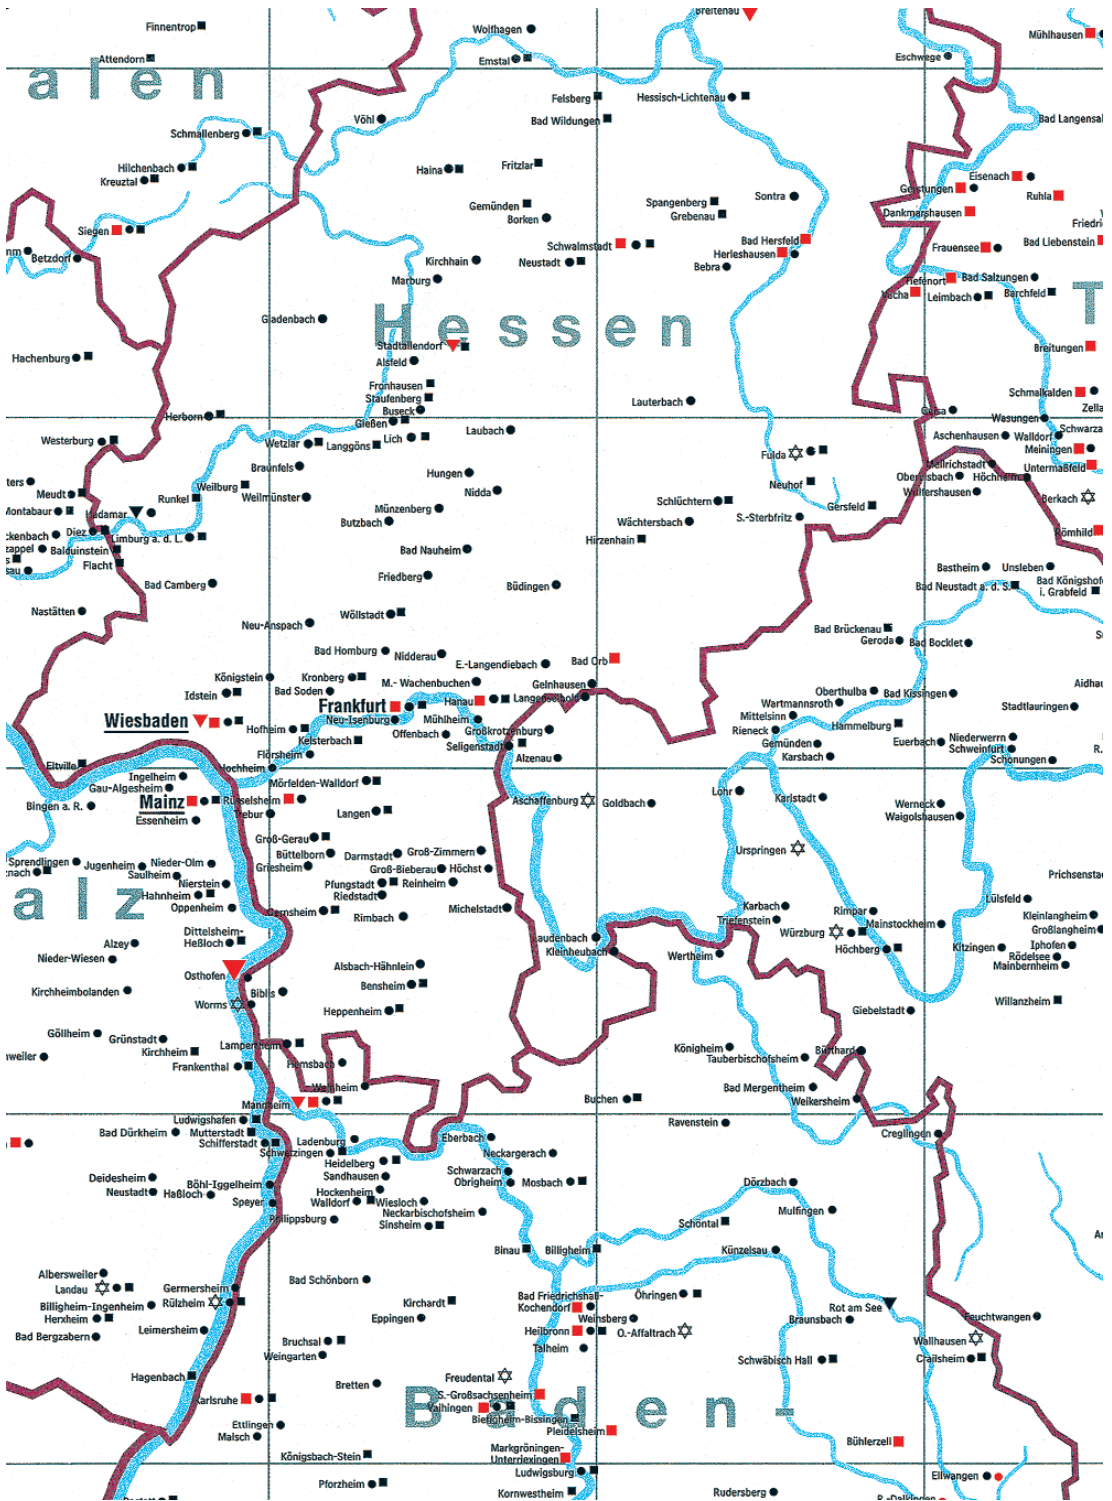 Breitenau
Finnentrop
Wolfhagen
Mühlhausen
Attendorn
Emstal
Eschwege
alen
Felsberg
Hessisch-Lichtenau
Vöhl
Bad Wildungen
Bad Langensal
Schmallenberg
Hilchenbach
Haina
Fritzlar
Kreuztal
Eisenach
Gerstungen
Sontra
Ruhla
Gemünden
Spangenberg
Borken
Grebenau
Dankmarshausen
Siegen
Friedri
Schwalmstadt
Bad Hersfeld
Bad Liebenstein
Herleshausen
Frauensee
Betzdorf
Kirchhain
Neustadt
Bebra
Marburg
Tiefenort
Bad Salzungen
Vacha
Leimbach
Barchfeld
Gladenbach
Hessen
T
Stadtallendorf
Breitungen
Hachenburg
Alsfeld
Fronhausen
Schmalkalden
Staufenberg
Lauterbach
Zella
Buseck
Geisa
Herborn
Gießen
Wasungen
Laubach
Schwarza
Westerburg
Wetzlar
Langgöns
Lich
Aschenhausen
Walldorf
Fulda
Meiningen
Braunfels
Mellrichstadt
Untermaßfeld
Hungen
Höchheim
Weilburg
Neuhof
Meudt
Runkel
Weilmünster
Nidda
Willfershausen
Berkach
Schlüchtern
Montabaur
Hadamar
Münzenberg
Gersfeld
Butzbach
Wächtersbach
S.-Sterbfritz
Diez
Römhild
Limburg a. d. L.
Hirzenhain
Balduinstein
Bad Nauheim
Flacht
Bastheim
Unsleben
Bad Camberg
Friedberg
Büdingen
Bad Neustadt a. d. S.
Bad Königshofe
i. Grabfeld
Nastätten
Wöllstadt
Neu-Anspach
Bad Brückenau
Geroda
Bad Bocklet
Bad Homburg
Nidderau
E.-Langendiebach
Bad Orb
Königstein
Kronberg
M.- Wachenbuchen
Gelnhausen
Idstein
Bad Soden
Hanau
Langenselbold
Oberthulba
Bad Kissingen
Wartmannsroth
Frankfurt
Stadtlauringen
Wiesbaden
Neu-Isenburg
Mühlheim
Mittelsinn
Hofheim
Großkrotzenburg
Rieneck
Hammelburg
Kelsterbach
Offenbach
Gemünden
Euerbach
Niederwerrn
Seligenstadt
Schweinfurt
Flörsheim
Alzenau
Karsbach
Schonungen
Eltville
Hochheim
Ingelheim
Mörfelden-Walldorf
Gau-Algesheim
Lohr
Karlstadt
Mainz
Rüsselsheim
Aschaffenburg
Goldbach
Werneck
Bingen a. R.
Trebur
Langen
Waigolshausen
Essenheim
Groß-Gerau
Urspringen
Büttelborn
Darmstadt
Groß-Zimmern
Sprendlingen
Jugenheim
Nieder-Olm
Griesheim
Groß-Bieberau
Höchst
Saulheim
Prichsensta
Nierstein
Pfungstadt
Reinheim
Hahnheim
Riedstadt
alz
Oppenheim
Gernsheim
Rimbach
Michelstadt
Karbach
Rimpar
Lülsfeld
Triefenstein
Mainstockheim
Kleinlangheim
Dittelsheim-
Heßloch
Würzburg
Großlangheim
Alzey
Laudenbach
Kleinheubach
Höchberg
Kitzingen
Iphofen
Wertheim
Rödelsee
Nieder-Wiesen
Alsbach-Hähnlein
Mainbernheim
Osthofen
Bensheim
Kirchheimbolanden
Biblis
Willanzheim
Worms
Heppenheim
Giebelstadt
Göllheim
Grünstadt
Lampertheim
Königheim
Kirchheim
Tauberbischofsheim
Bütthard
Frankenthal
Hemsbach
Weinheim
Bad Mergentheim
Mannheim
Buchen
Weikersheim
Ludwigshafen
Ravenstein
Mutterstadt
Bad Dürkheim
Schifferstadt
Ladenburg
Eberbach
Creglingen
Schwetzingen
Neckargerach
Heidelberg
Deidesheim
Sandhausen
Schwarzach
Böhl-Iggelheim
Obrigheim
Mosbach
Dörzbach
Neustadt
Haßloch
Hockenheim
Speyer
Walldorf
Wiesloch
Mulfingen
Philippsburg
Neckarbischofsheim
Sinsheim
Schöntal
Binau
Billigheim
Künzelsau
Albersweiler
Bad Schönborn
Landau
Germersheim
Öhringen
Bad Friedrichshall-
Kochendorf
Billigheim-Ingenheim
Rülzheim
Kirchardt
Rot am See
Herxheim
Eppingen
Weinsberg
Braunsbach
Feuchtwangen
Bad Bergzabern
Leimersheim
Heilbronn
O.-Affaltrach
Bruchsal
Talheim
Wallhausen
Weingarten
Schwäbisch Hall
Crailsheim
Hagenbach
Bretten
Freudental
Karlsruhe
S.-Großsachsenheim
Vaihingen
Baden-
Bietigheim-Bissingen
Ettlingen
Pleidelsheim
Malsch
Bühlerzell
Markgröningen-
Unterriexingen
Königsbach-Stein
Ludwigsburg
Ellwangen
Pforzheim
Kornwestheim
Rudersberg